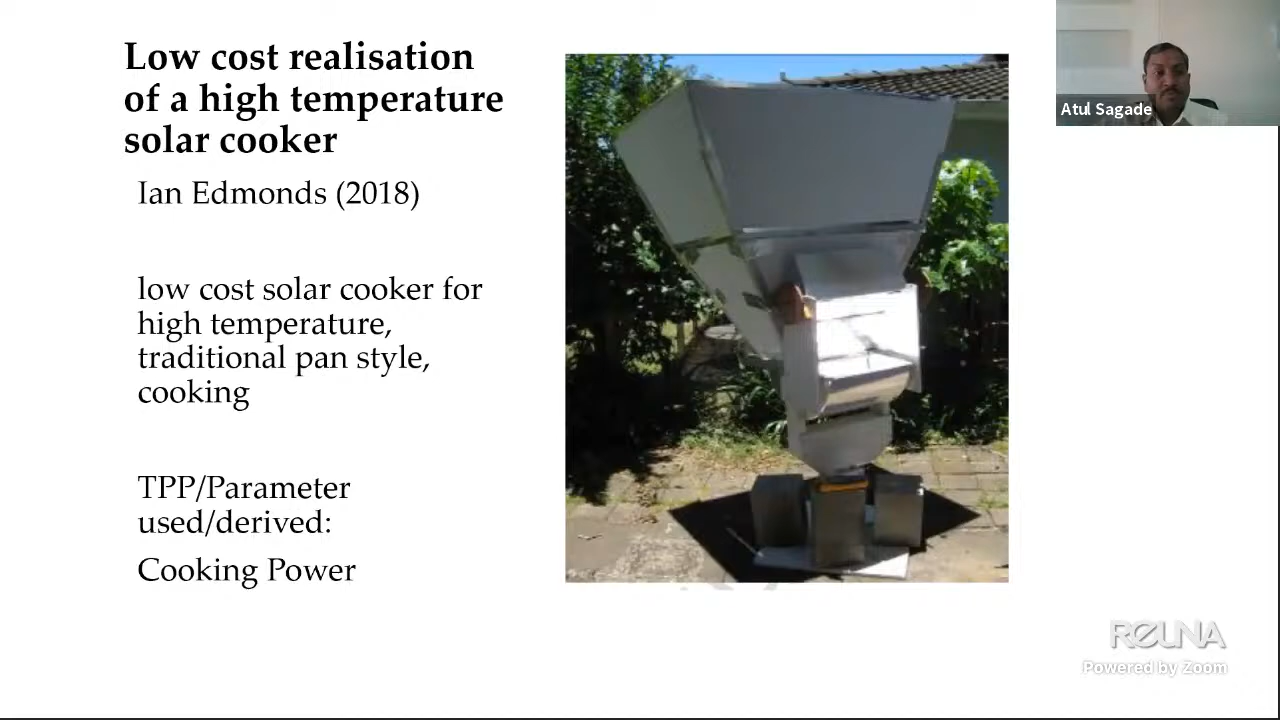 Low cost realisation
of a high temperature
solar cooker
Ian Edmonds (2018)
low cost solar cooker for
high temperature,
traditional pan style,
cooking
TPP/Parameter
used/derived:
Cooking Power
Atul Sagade
REUNA
Powered by Zoom